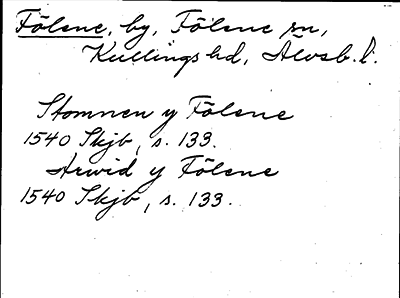 Fölene, by, Fölene sn,
Kullings hd, Älvsb. l.
Stomnen y Fölene
1540 Skjb, s. 133.
Arwid y Fölene
1540 Skjb, s. 133.